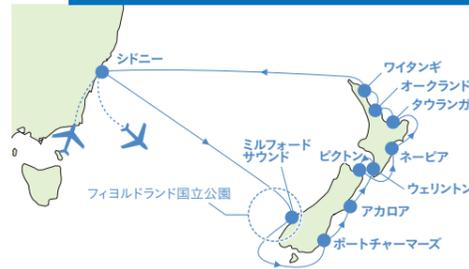 シドニー
ワイタンギ
オークランド
タウランガ
ミルフォード
サウンド
ピクトン
ネーピア
フィヨルドランド国立公園
ウェリントン
アカロア
ポートチャーマーズ